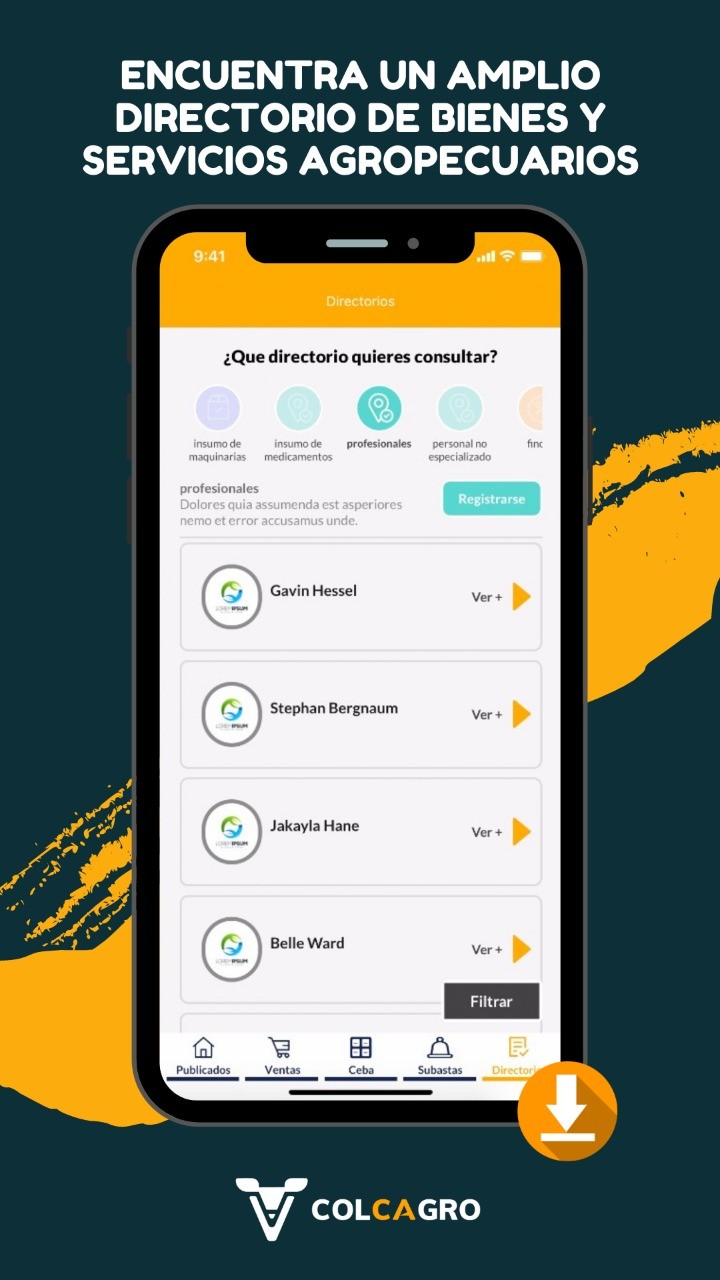 ENCUENTRA UN AMPLIO
DIRECTORIO DE BIENES Y
SERVICIOS AGROPECUARIOS
9:41
Directorios
¿Que directorio quieres consultar?
insumo de
maquinarias
insumo de
medicamentos
profesionales
personal no
especializado
finc
profesionales
Dolores quia assumenda est asperiores
nemo et error accusamus unde.
Registrarse
LOREM IPSUM
Gavin Hessel
Ver +
LOREM IPSUM
Stephan Bergnaum
Ver +
LOREM IPSUM
Jakayla Hane
Ver +
LOREM IPSUM
Belle Ward
Ver +
Filtrar
Publicados
Ventas
Ceba
Subastas
Directori
COLCAGRO